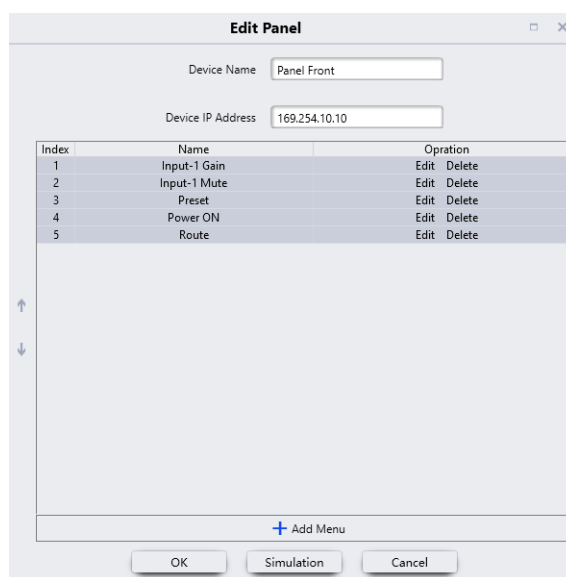 Edit Panel
Device Name Panel Front
Device IP Address 169.254.10.10
Index Name Opration
1 Input-1 Gain Edit Delete
2 Input-1 Mute Edit Delete
3 Preset Edit Delete
4 Power ON Edit Delete
5 Route Edit Delete
Add Menu
OK Simulation Cancel